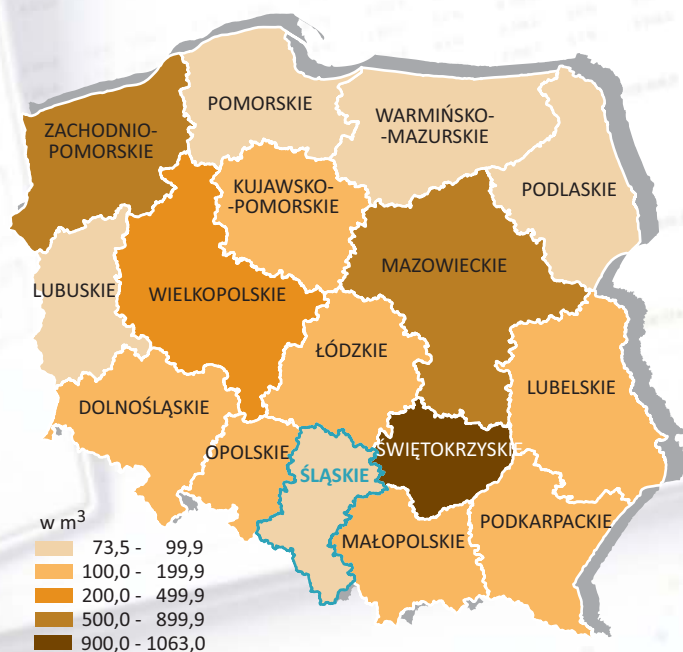 POMORSKIE
WARMIŃSKO-
-MAZURSKIE
ZACHODNIO-
POMORSKIE
KUJAWSKO-
-POMORSKIE
PODLASKIE
MAZOWIECKIE
LUBUSKIE
WIELKOPOLSKIE
ŁÓDZKIE
LUBELSKIE
DOLNOŚLĄSKIE
OPOLSKIE
ŚWIĘTOKRZYSKIE
ŚLĄSKIE
PODKARPACKIE
MAŁOPOLSKIE
w m³
73,5 - 99,9
100,0 - 199,9
200,0 - 499,9
500,0 - 899,9
900,0 - 1063,0